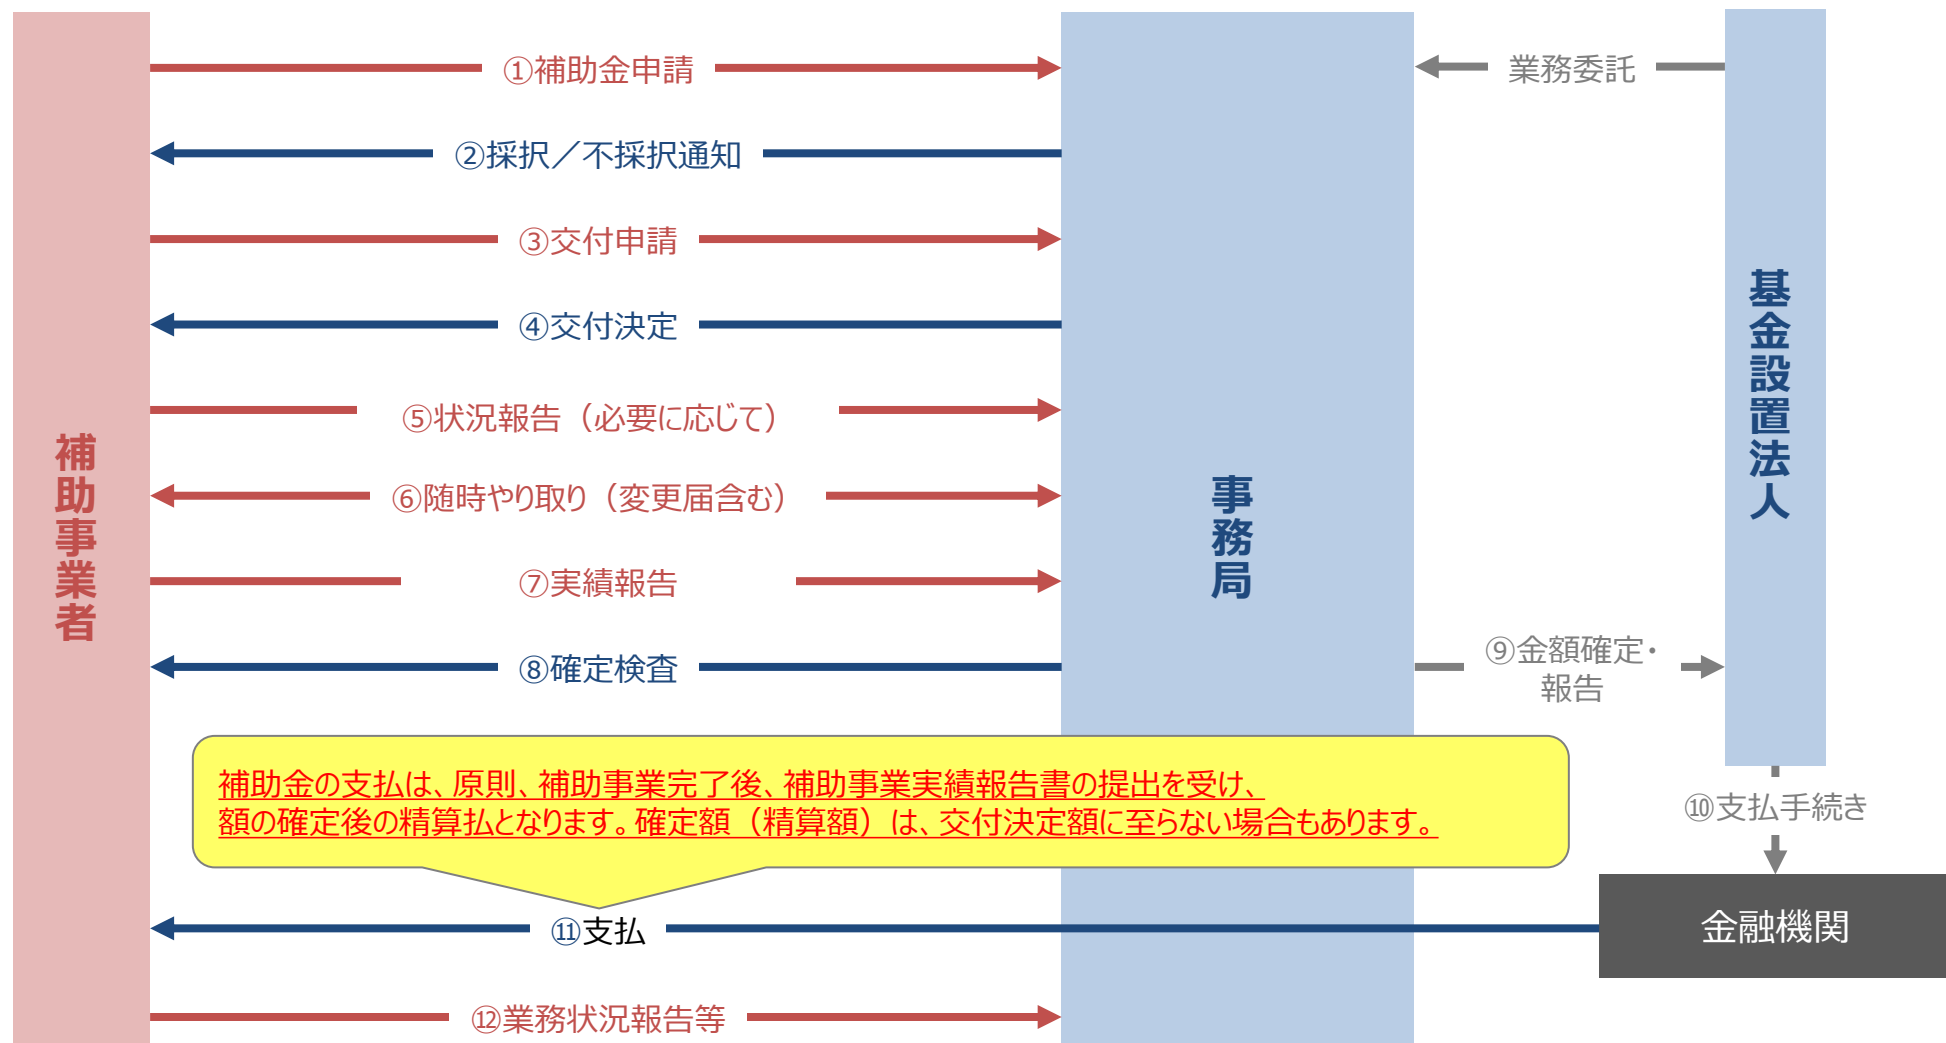 ①補助金申請
業務委託
②採択／不採択通知
③交付申請
④交付決定
⑤状況報告（必要に応じて）
⑥随時やり取り（変更届含む）
⑦実績報告
⑧確定検査
⑨金額確定・
報告
補助事業者
事務局
基金設置法人
補助金の支払は、原則、補助事業完了後、補助事業実績報告書の提出を受け、
額の確定後の精算払となります。確定額（精算額）は、交付決定額に至らない場合もあります。
⑩支払手続き
⑪支払
金融機関
⑫業務状況報告等